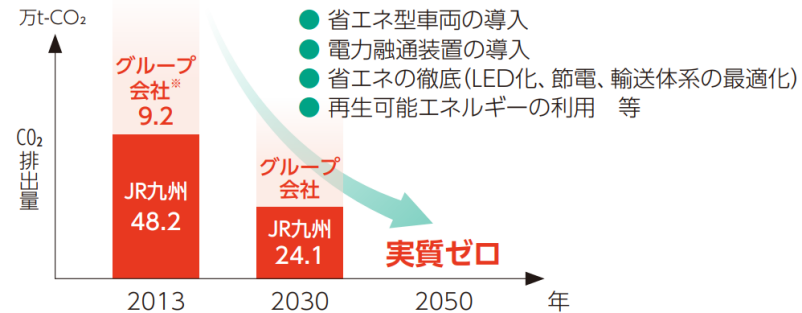 万t-CO₂
● 省エネ型車両の導入
● 電力融通装置の導入
● 省エネの徹底(LED化、節電、輸送体系の最適化)
● 再生可能エネルギーの利用　等
CO₂
排出量
グループ
会社※
9.2
JR九州
48.2
グループ
会社
JR九州
24.1
実質ゼロ
2013
2030
2050
年